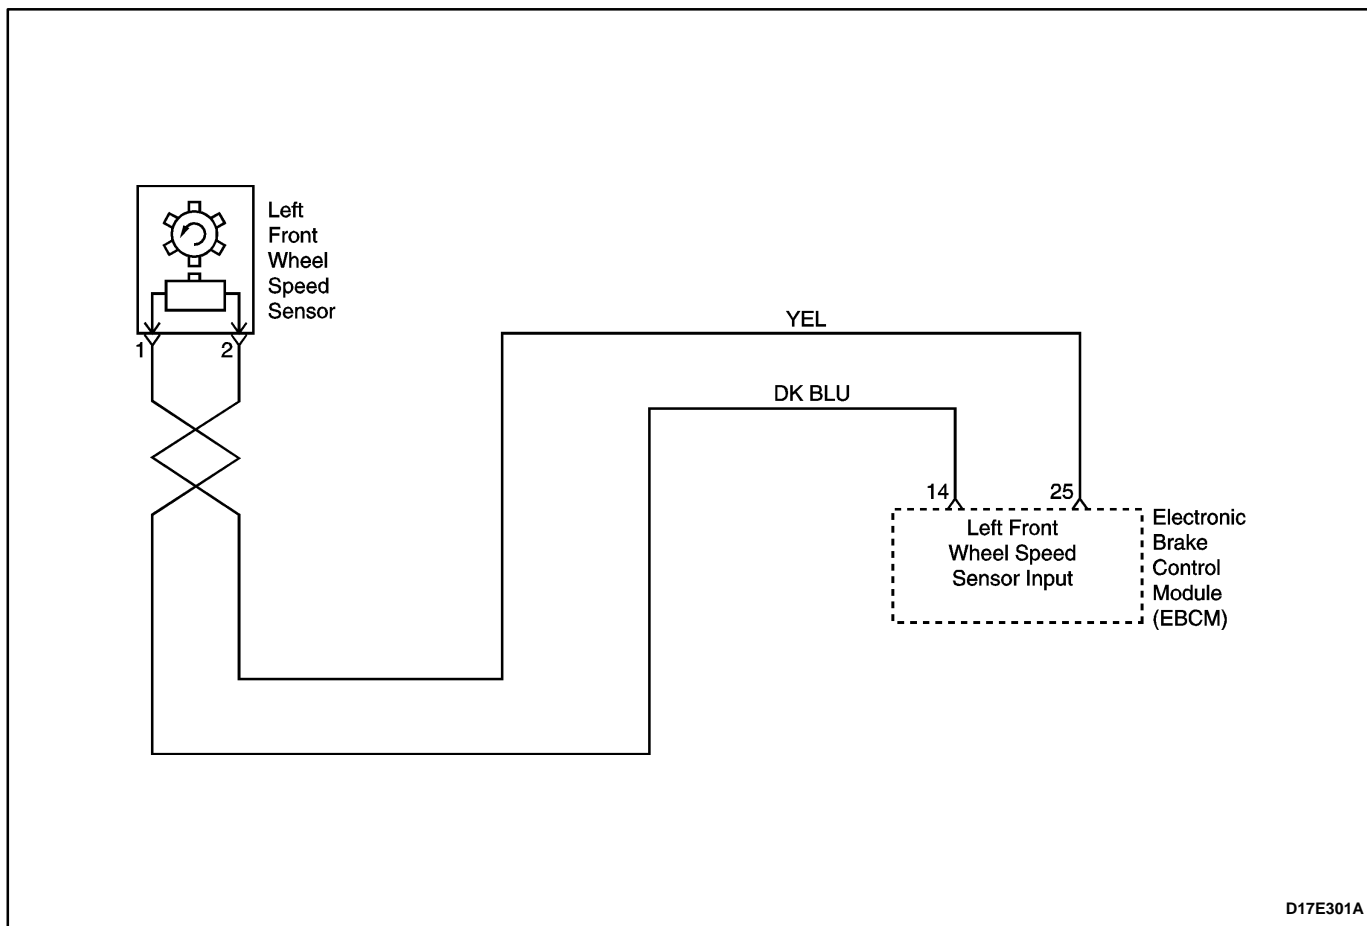 Left
Front
Wheel
Speed
Sensor
1
2
YEL
DK BLU
14
25
Left Front
Wheel Speed
Sensor Input
Electronic
Brake
Control
Module
(EBCM)
D17E301A